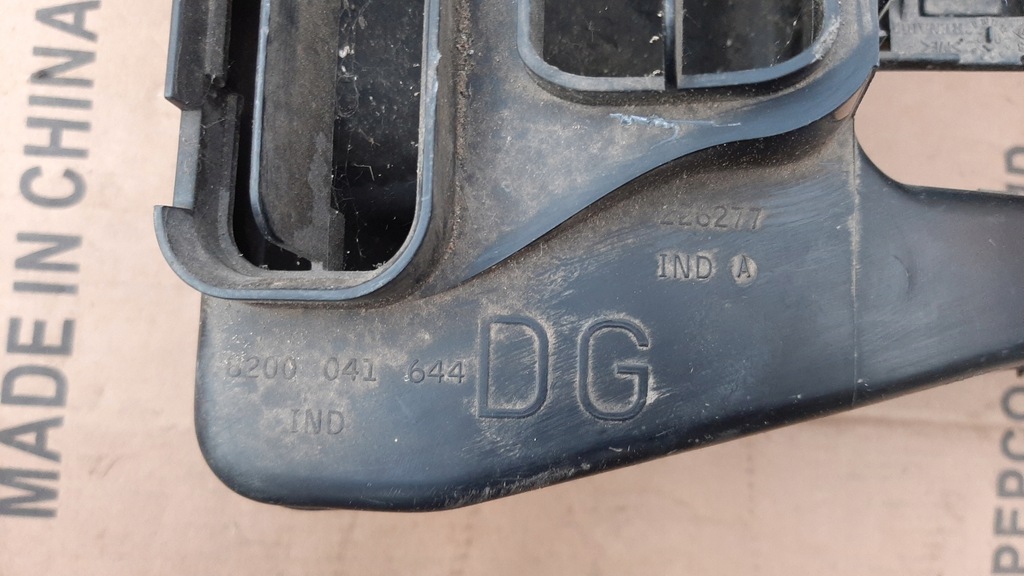 MADE IN CHINA
226277
IND A
8200 041 644
IND
DG